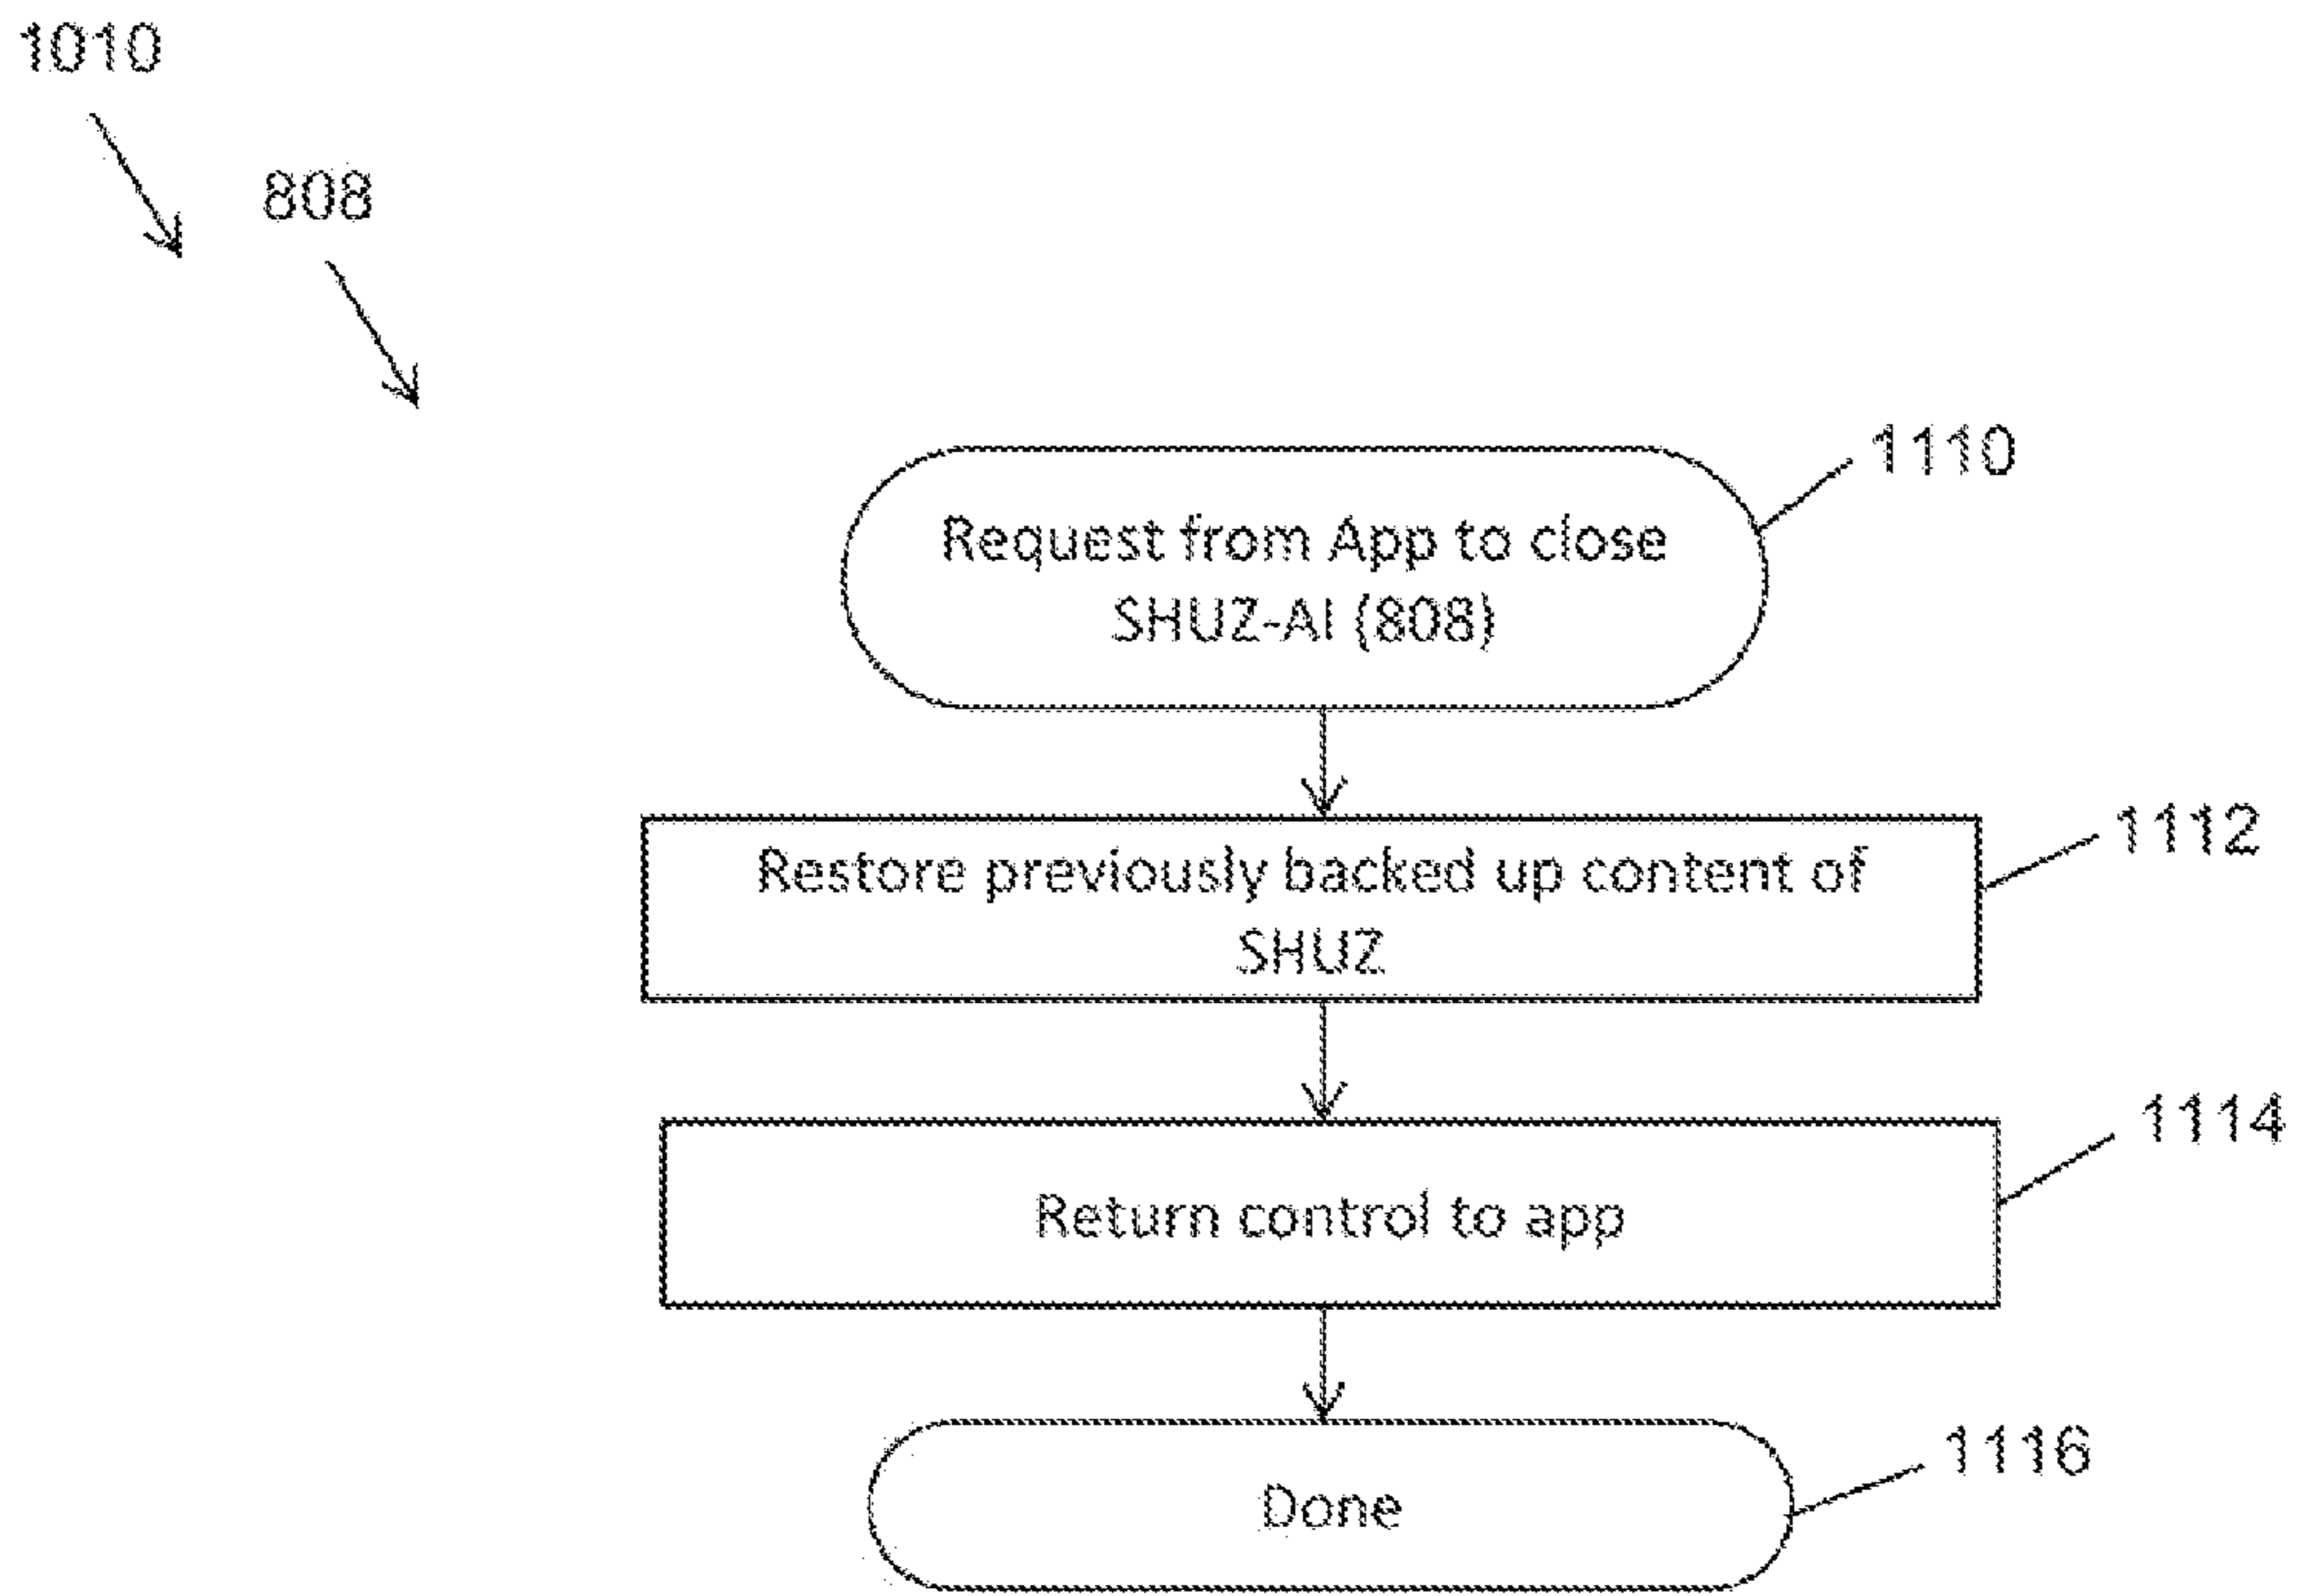 1010
808
1110
Request from App to close
SHUZ-AI (808)
1112
Restore previously backed up content of
SHUZ
1114
Return control to app
1116
Done